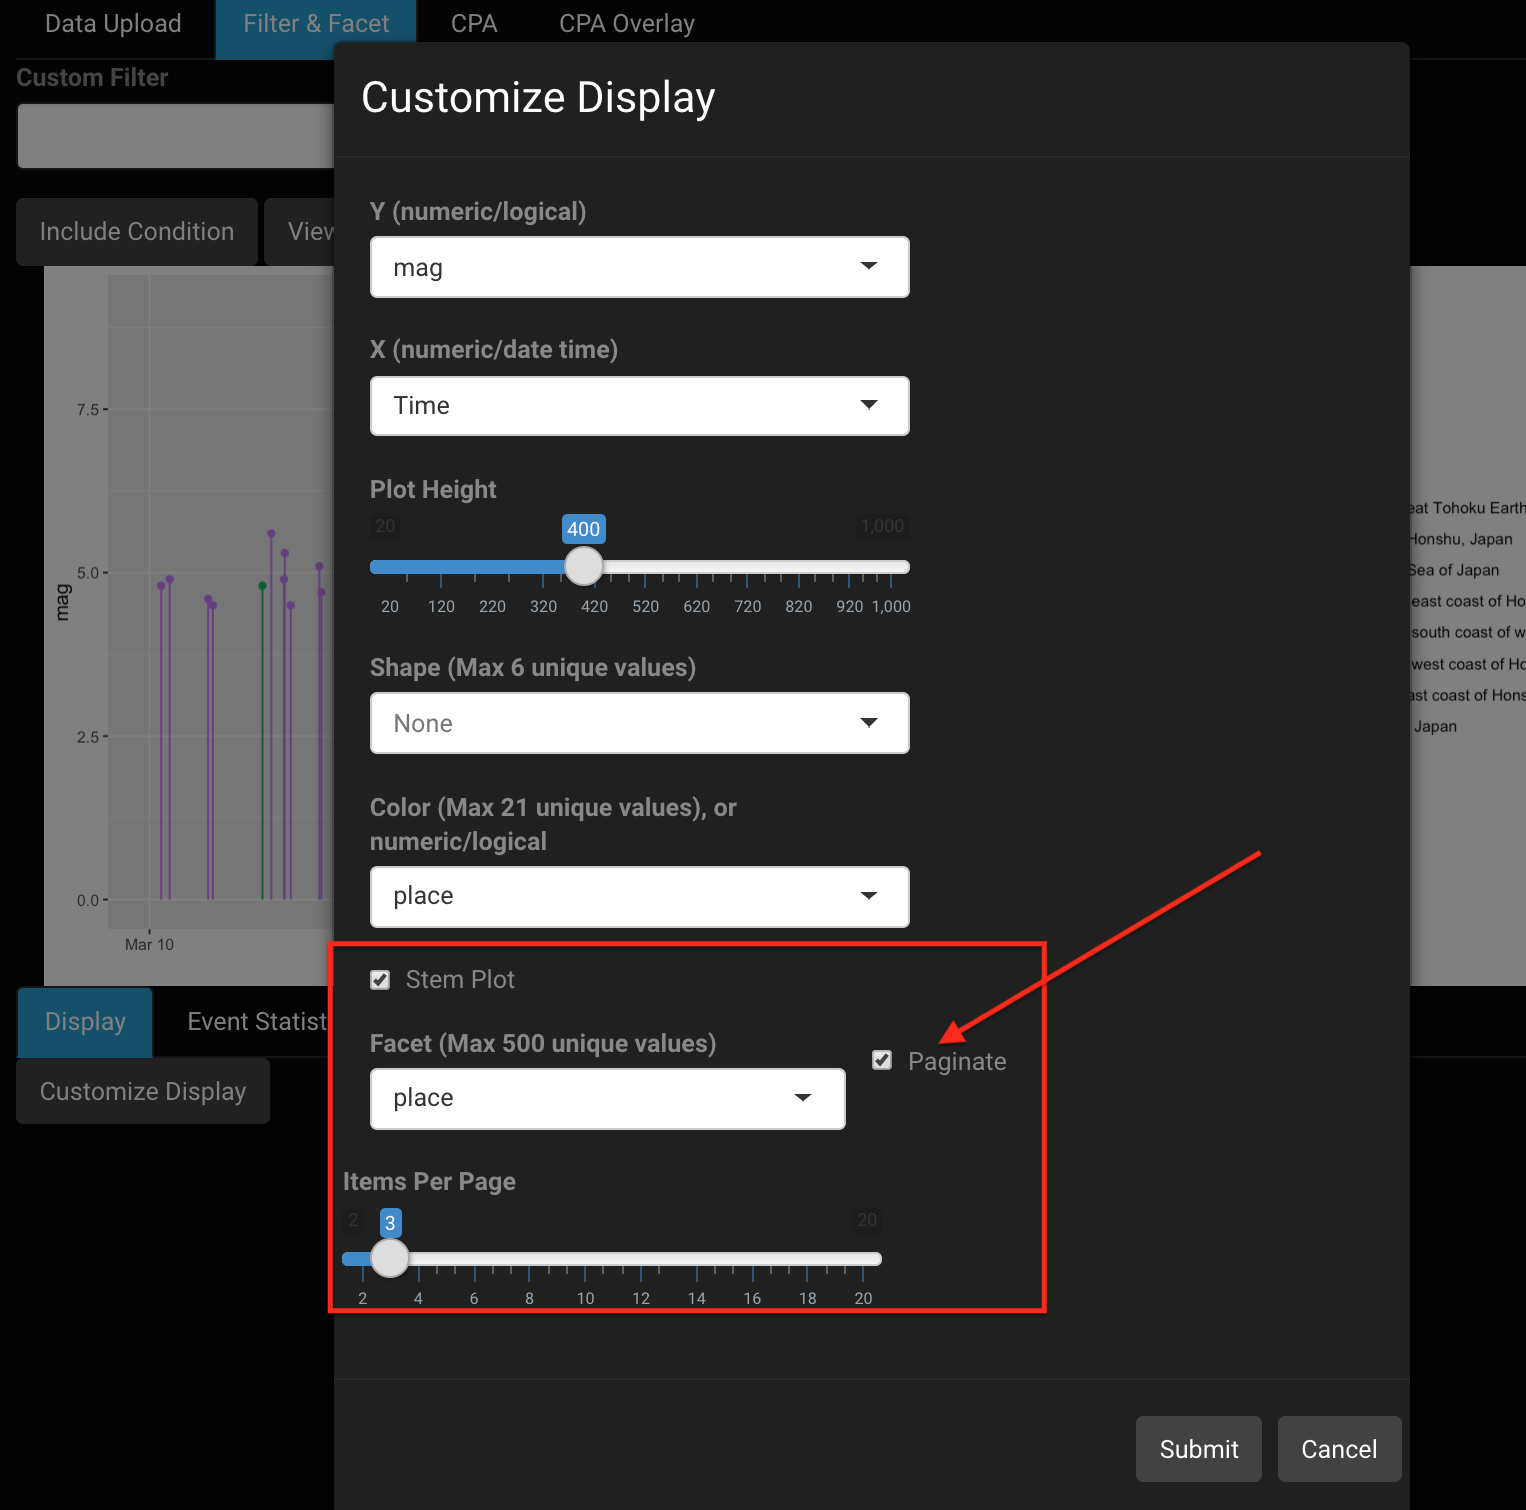 Data Upload
Filter & Facet
CPA
CPA Overlay
Custom Filter
Include Condition
View
Customize Display
Y (numeric/logical)
mag
X (numeric/date time)
Time
Plot Height
20
400
1,000
20 120 220 320 420 520 620 720 820 920 1,000
Shape (Max 6 unique values)
None
Color (Max 21 unique values), or
numeric/logical
place
Stem Plot
Facet (Max 500 unique values)
Paginate
place
Items Per Page
2
3
20
2 4 6 8 10 12 14 16 18 20
Submit
Cancel
7.5
5.0
2.5
0.0
mag
Mar 10
eat Tohoku Earth
Honshu, Japan
Sea of Japan
east coast of Ho
south coast of w
west coast of Ho
ast coast of Hons
Japan
Display
Event Statist
Customize Display